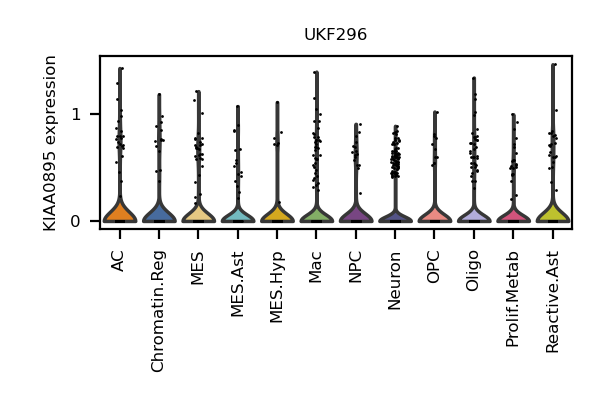 UKF296
KIAA0895 expression
1
0
AC
Chromatin.Reg
MES
MES.Ast
MES.Hyp
Mac
NPC
Neuron
OPC
Oligo
Prolif.Metab
Reactive.Ast